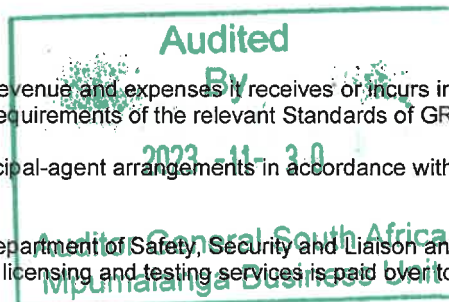 Audited
By
evenue and expenses it receives or incurs in
equirements of the relevant Standards of GR
2023 -11- 30
cipal-agent arrangements in accordance with
Auditor General South Africa
epartment of Safety, Security and Liaison an
licensing and testing services is paid over to
Mpumalanga Business Unit